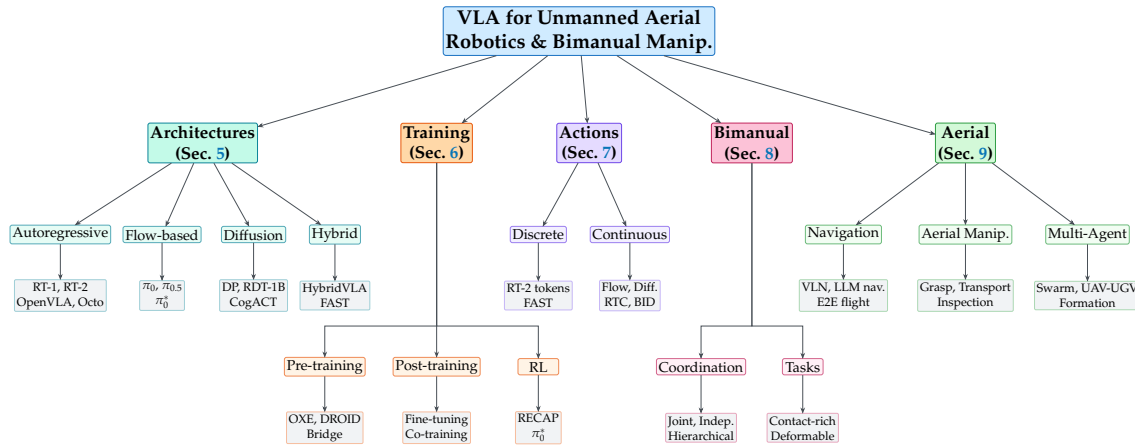 VLA for Unmanned Aerial
Robotics & Bimanual Manip.
Architectures
(Sec. 5)
Training
(Sec. 6)
Actions
(Sec. 7)
Bimanual
(Sec. 8)
Aerial
(Sec. 9)
Autoregressive
Flow-based
Diffusion
Hybrid
Discrete
Continuous
Navigation
Aerial Manip.
Multi-Agent
RT-1, RT-2
OpenVLA, Octo
π₀, π₀.₅
π₀*
DP, RDT-1B
CogACT
HybridVLA
FAST
RT-2 tokens
FAST
Flow, Diff.
RTC, BID
VLN, LLM nav.
E2E flight
Grasp, Transport
Inspection
Swarm, UAV-UGV
Formation
Pre-training
Post-training
RL
Coordination
Tasks
OXE, DROID
Bridge
Fine-tuning
Co-training
RECAP
π₀*
Joint, Indep.
Hierarchical
Contact-rich
Deformable